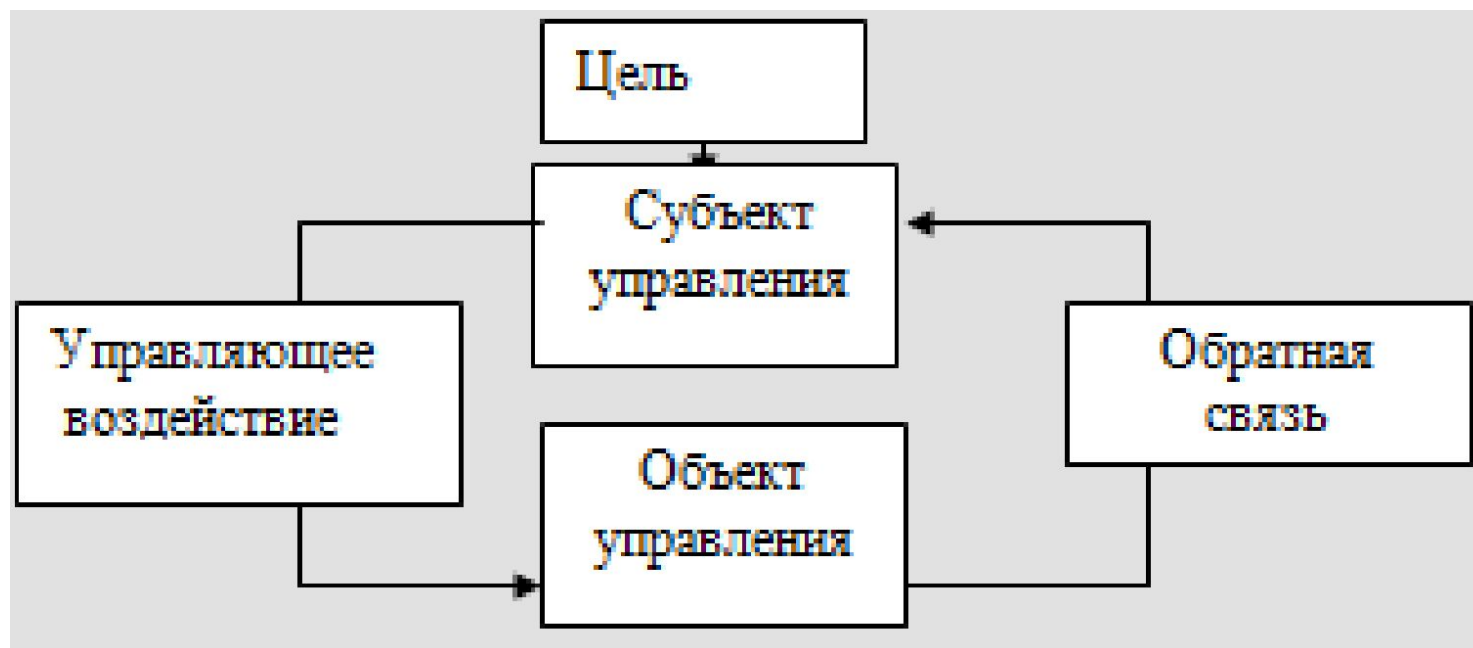 Цель
Субъект
управления
Управляющее
воздействие
Обратная
связь
Объект
управления